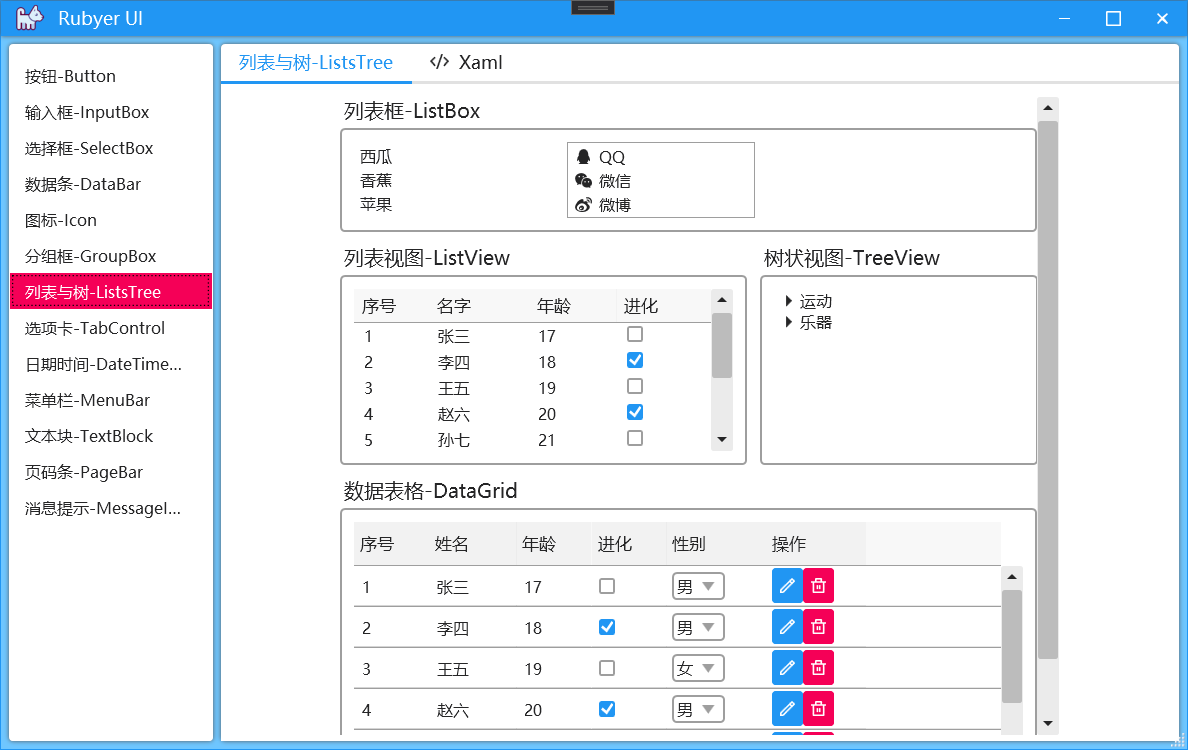 Rubyer UI
按钮-Button
输入框-InputBox
选择框-SelectBox
数据条-DataBar
图标-Icon
分组框-GroupBox
列表与树-ListsTree
选项卡-TabControl
日期时间-DateTime...
菜单栏-MenuBar
文本块-TextBlock
页码条-PageBar
消息提示-MessageI...
列表与树-ListsTree </> Xaml
列表框-ListBox
西瓜
香蕉
苹果
QQ
微信
微博
列表视图-ListView
序号 名字 年龄 进化
1 张三 17
2 李四 18
3 王五 19
4 赵六 20
5 孙七 21
树状视图-TreeView
运动
乐器
数据表格-DataGrid
序号 姓名 年龄 进化 性别 操作
1 张三 17 男
2 李四 18 男
3 王五 19 女
4 赵六 20 男